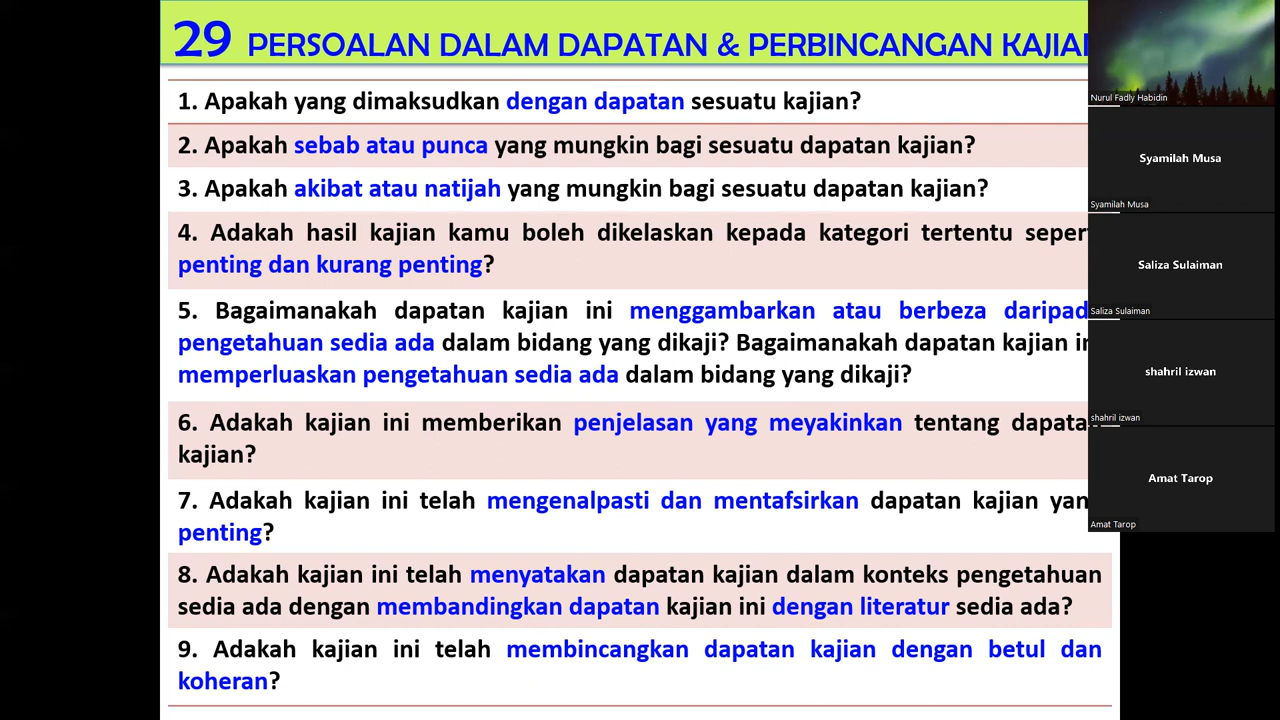 29 PERSOALAN DALAM DAPATAN & PERBINCANGAN KAJIA
1. Apakah yang dimaksudkan dengan dapatan sesuatu kajian?
2. Apakah sebab atau punca yang mungkin bagi sesuatu dapatan kajian?
3. Apakah akibat atau natijah yang mungkin bagi sesuatu dapatan kajian?
4. Adakah hasil kajian kamu boleh dikelaskan kepada kategori tertentu seper
penting dan kurang penting?
5. Bagaimanakah dapatan kajian ini menggambarkan atau berbeza daripad
pengetahuan sedia ada dalam bidang yang dikaji? Bagaimanakah dapatan kajian in
memperluaskan pengetahuan sedia ada dalam bidang yang dikaji?
6. Adakah kajian ini memberikan penjelasan yang meyakinkan tentang dapata
kajian?
7. Adakah kajian ini telah mengenalpasti dan mentafsirkan dapatan kajian yan
penting?
8. Adakah kajian ini telah menyatakan dapatan kajian dalam konteks pengetahuan
sedia ada dengan membandingkan dapatan kajian ini dengan literatur sedia ada?
9. Adakah kajian ini telah membincangkan dapatan kajian dengan betul dan
koheran?
Nurul Fadly Habidin
Syamilah Musa
Syamilah Musa
Saliza Sulaiman
Saliza Sulaiman
shahril izwan
shahril izwan
Amat Tarop
Amat Tarop